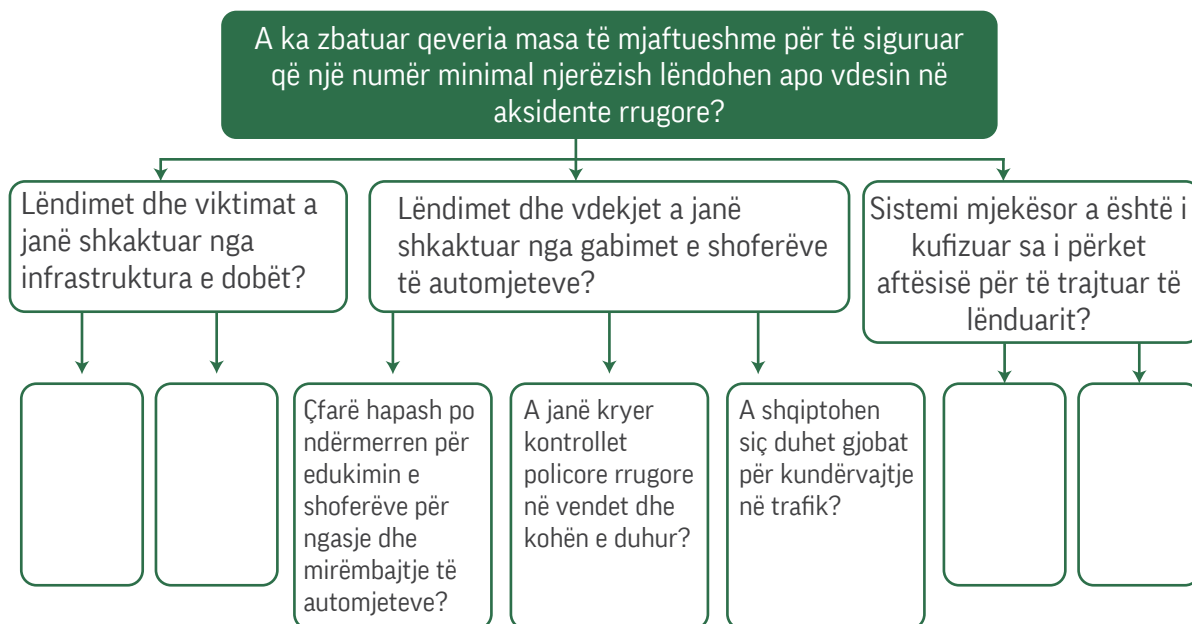 A ka zbatuar qeveria masa të mjaftueshme për të siguruar
që një numër minimal njerëzish lëndohen apo vdesin në
aksidente rrugore?
Lëndimet dhe viktimat a
janë shkaktuar nga
infrastruktura e dobët?
Lëndimet dhe vdekjet a janë
shkaktuar nga gabimet e shoferëve
të automjeteve?
Sistemi mjekësor a është i
kufizuar sa i përket
aftësisë për të trajtuar të
lënduarit?
Çfarë hapash po
ndërmerren për
edukimin e
shoferëve për
ngasje dhe
mirëmbajtje të
automjeteve?
A janë kryer
kontrollet
policore rrugore
në vendet dhe
kohën e duhur?
A shqiptohen
siç duhet gjobat
për kundërvajtje
në trafik?